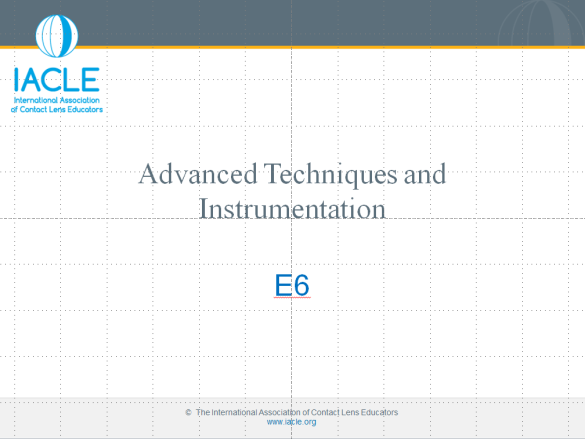 IACLE
International Association
of Contact Lens Educators
Advanced Techniques and
Instrumentation
E6
© The International Association of Contact Lens Educators
www.iacle.org